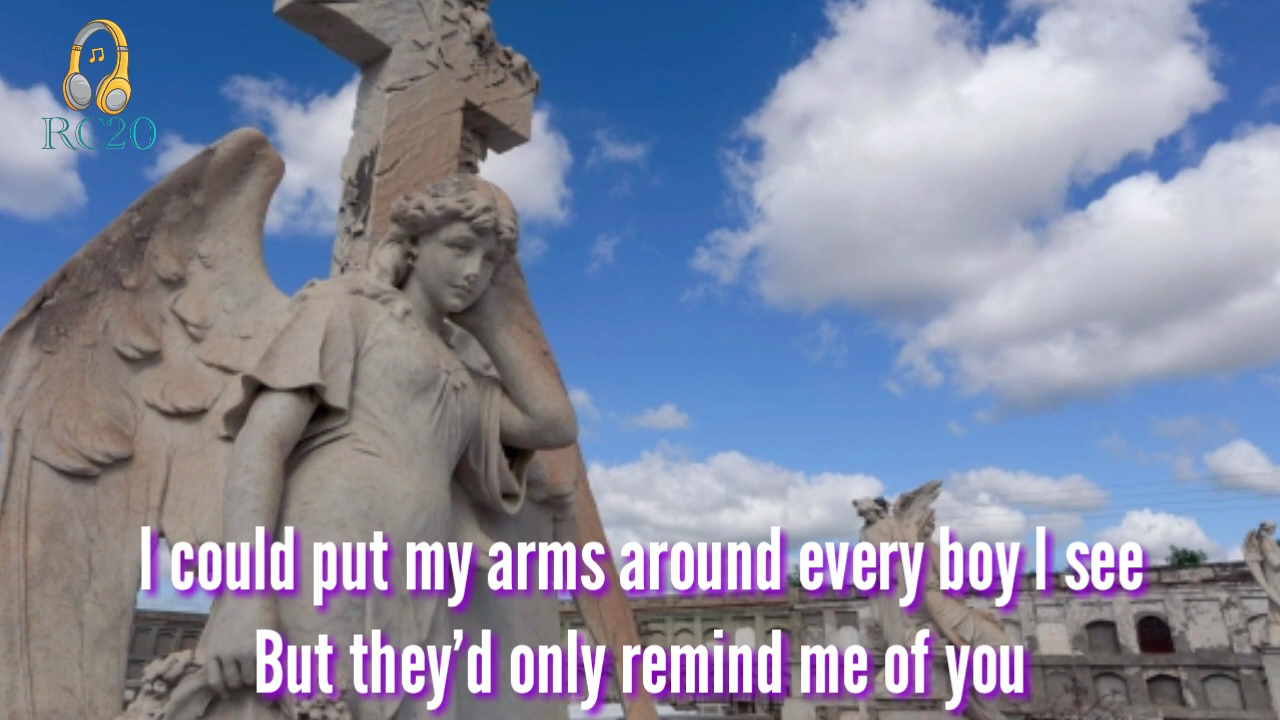 RC20
I could put my arms around every boy I see
But they’d only remind me of you